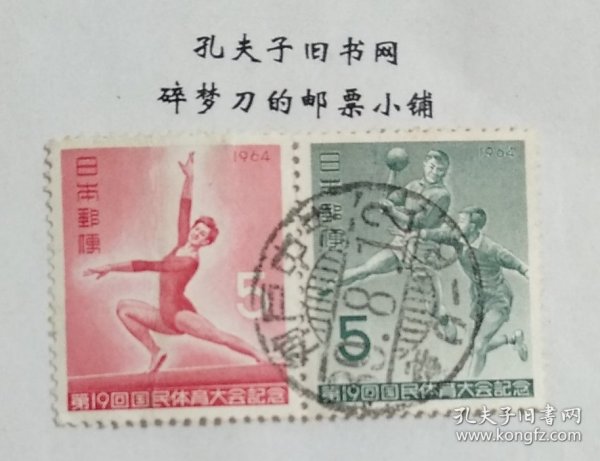 孔夫子旧书网
碎梦刀的邮票小铺
1964
日本郵便
5
第19回国民体育大会記念
1964
日本郵便
5
第19回国民体育大会記念
孔夫子旧书网
www.kongfz.com